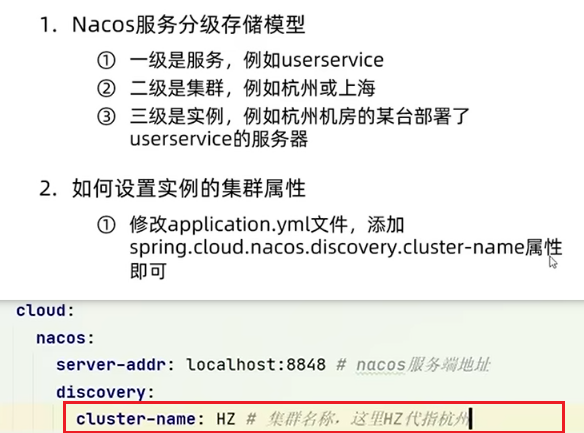 1. Nacos服务分级存储模型
① 一级是服务，例如userservice
② 二级是集群，例如杭州或上海
③ 三级是实例，例如杭州机房的某台部署了
userservice的服务器
2. 如何设置实例的集群属性
① 修改application.yml文件，添加
spring.cloud.nacos.discovery.cluster-name属性
即可
cloud:
nacos:
server-addr: localhost:8848 # nacos服务端地址
discovery:
cluster-name: HZ # 集群名称，这里HZ代指杭州